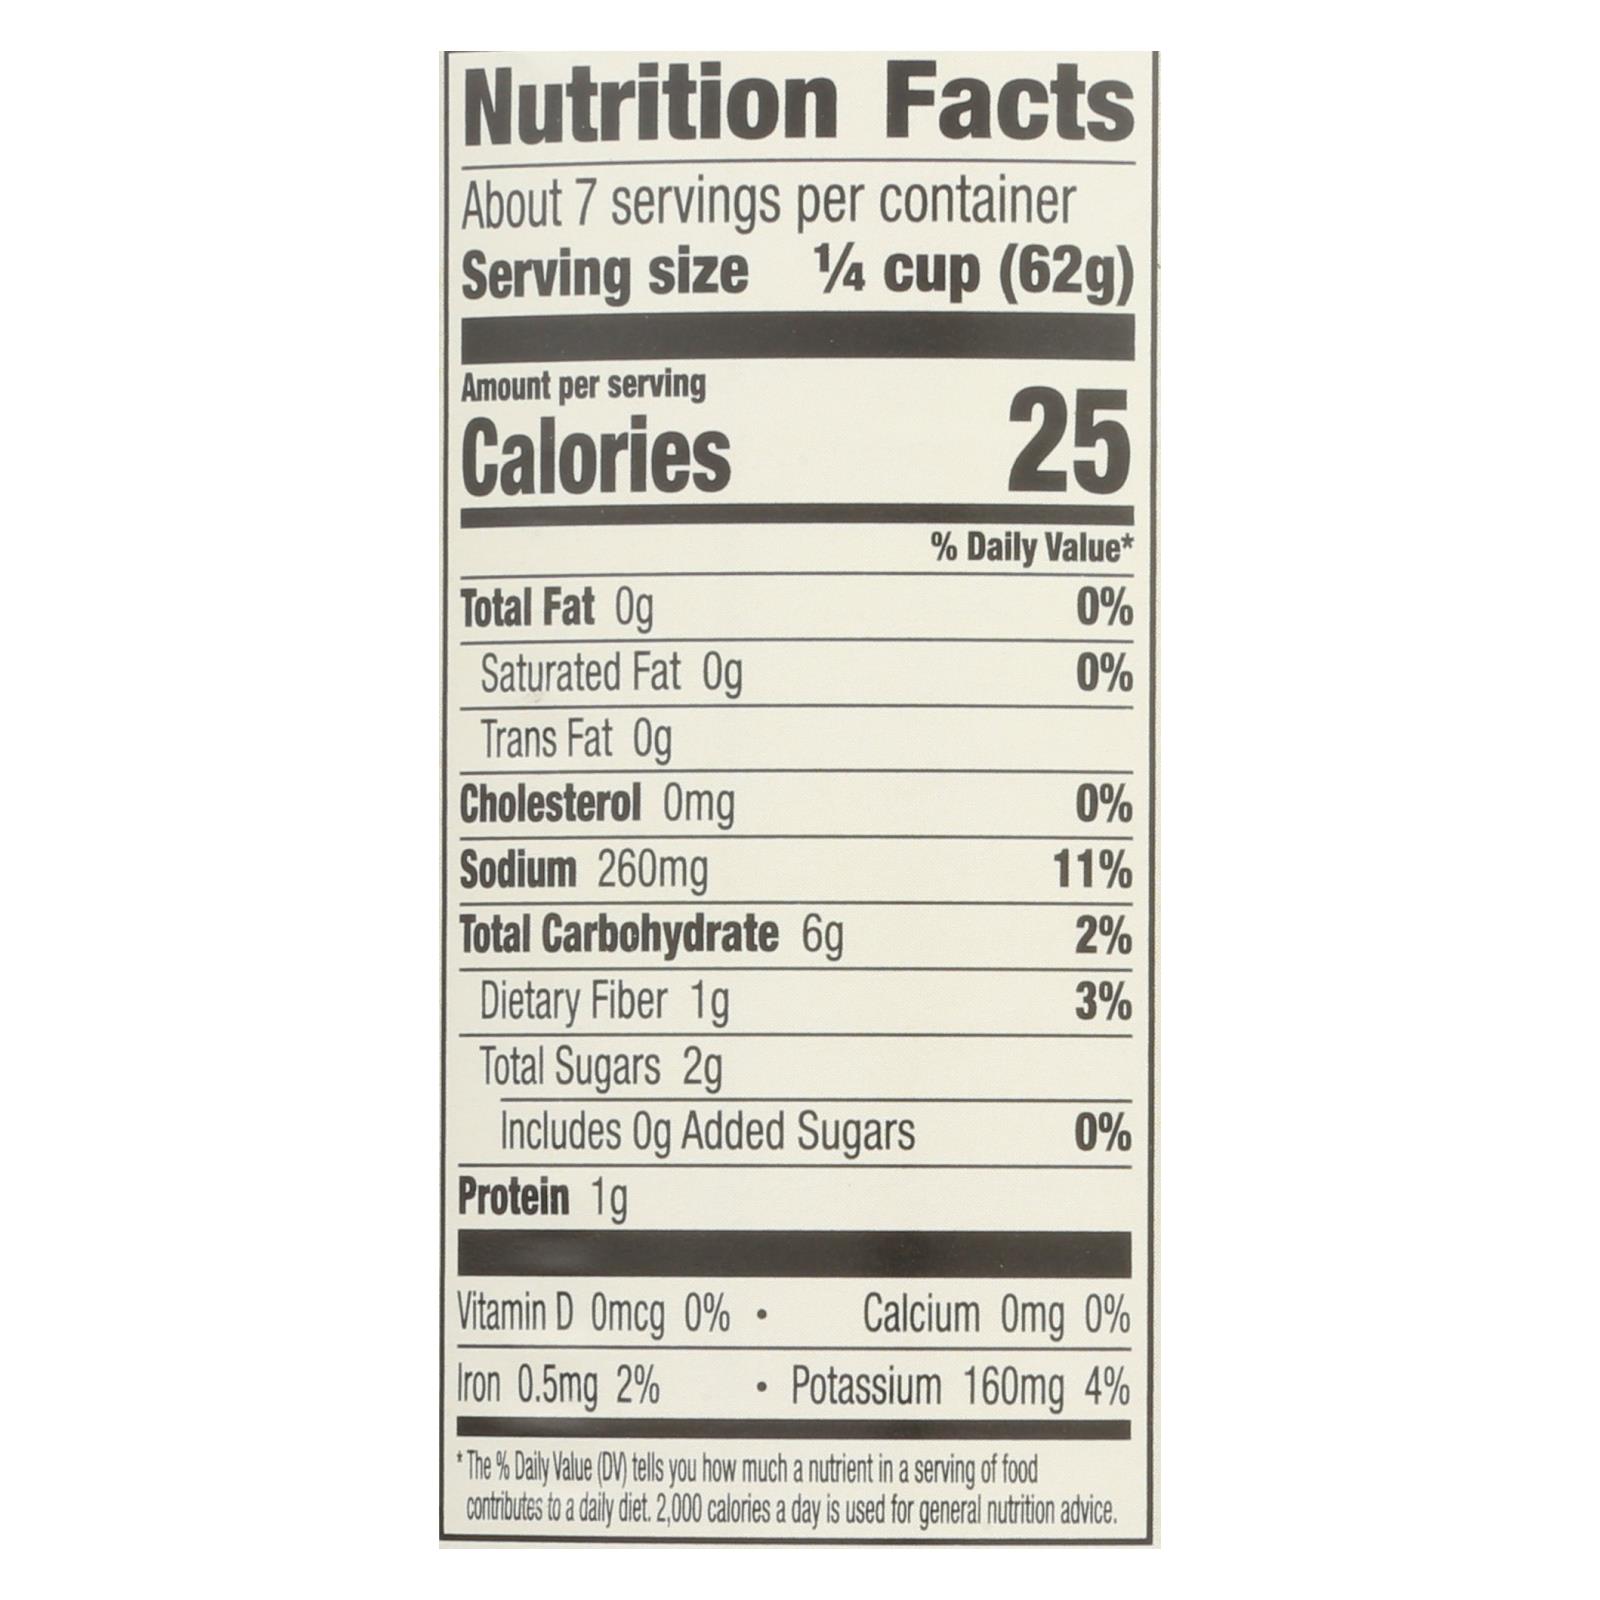 Nutrition Facts
About 7 servings per container
Serving size ¼ cup (62g)
Amount per serving
Calories 25
% Daily Value*
Total Fat 0g 0%
Saturated Fat 0g 0%
Trans Fat 0g
Cholesterol 0mg 0%
Sodium 260mg 11%
Total Carbohydrate 6g 2%
Dietary Fiber 1g 3%
Total Sugars 2g
Includes 0g Added Sugars 0%
Protein 1g
Vitamin D 0mcg 0% • Calcium 0mg 0%
Iron 0.5mg 2% • Potassium 160mg 4%
* The % Daily Value (DV) tells you how much a nutrient in a serving of food
contributes to a daily diet. 2,000 calories a day is used for general nutrition advice.